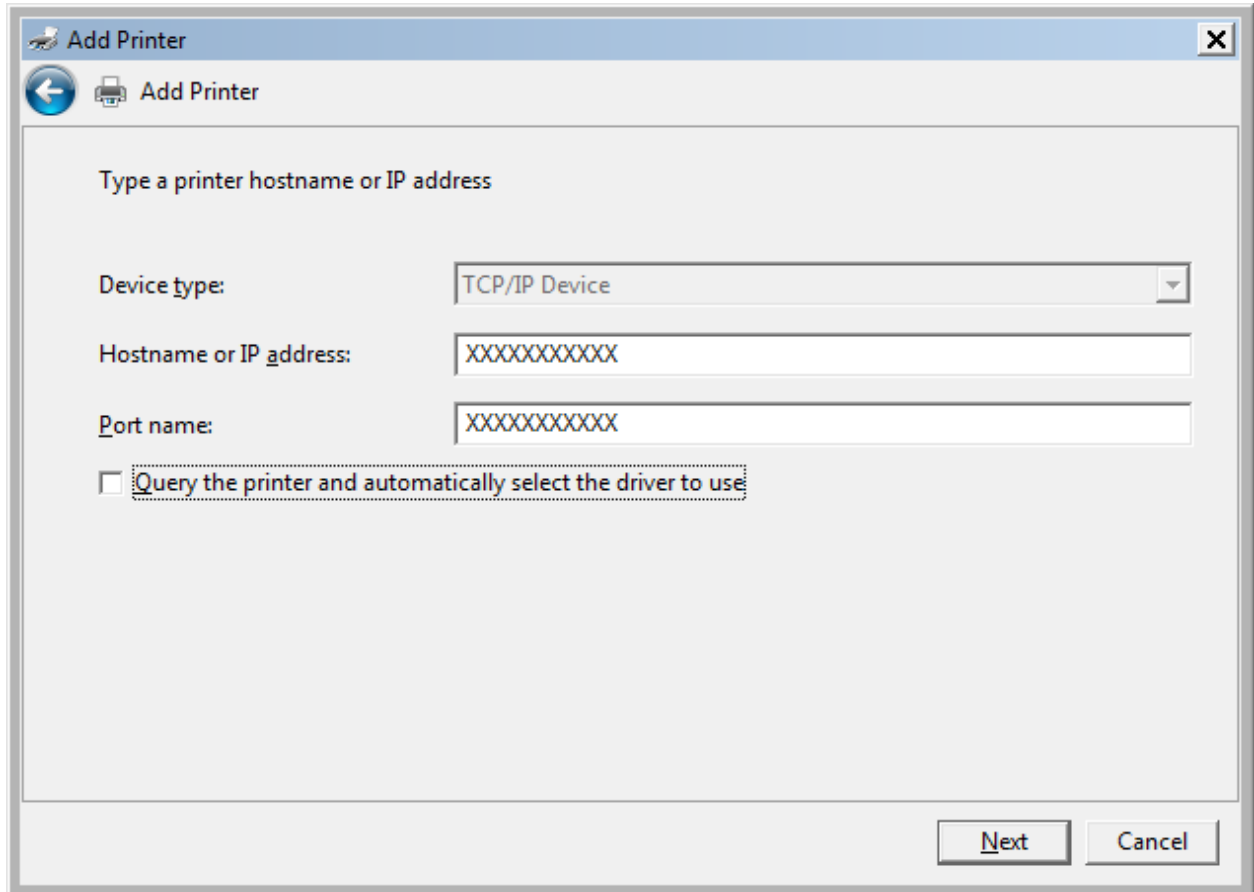 Add Printer
Add Printer
Type a printer hostname or IP address
Device type: TCP/IP Device
Hostname or IP address: XXXXXXXXXXX
Port name: XXXXXXXXXXX
Query the printer and automatically select the driver to use
Next Cancel